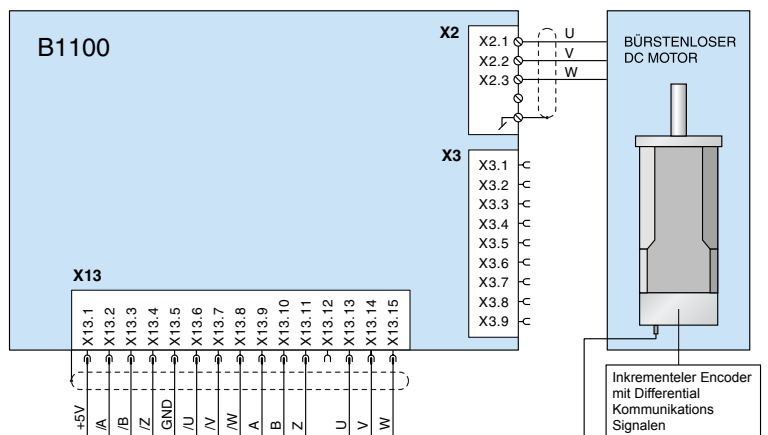 B1100
X2
X2.1
X2.2
X2.3
U
V
W
BÜRSTENLOSER
DC MOTOR
X3
X3.1
X3.2
X3.3
X3.4
X3.5
X3.6
X3.7
X3.8
X3.9
X13
X13.1
X13.2
X13.3
X13.4
X13.5
X13.6
X13.7
X13.8
X13.9
X13.10
X13.11
X13.12
X13.13
X13.14
X13.15
+5V
/A
/B
/Z
GND
/U
/V
/W
A
B
Z
U
V
W
Inkrementeler Encoder
mit Differential
Kommunikations
Signalen